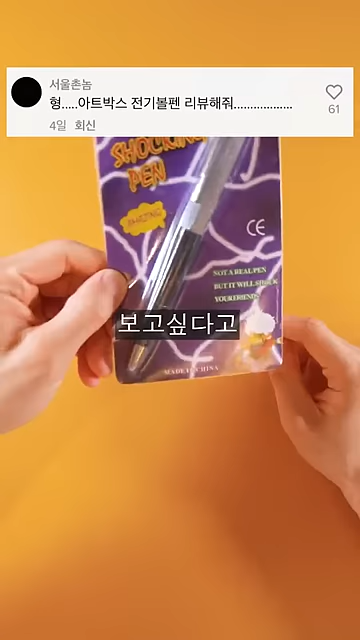 서울촌놈
형.....아트박스 전기볼펜 리뷰해줘.................
61
4일 회신
SHOCKING
PEN
AMAZING
CE
NOT A REAL PEN
BUT IT WILL SHOCK
YOUR FRIENDS
보고싶다고
MADE IN CHINA